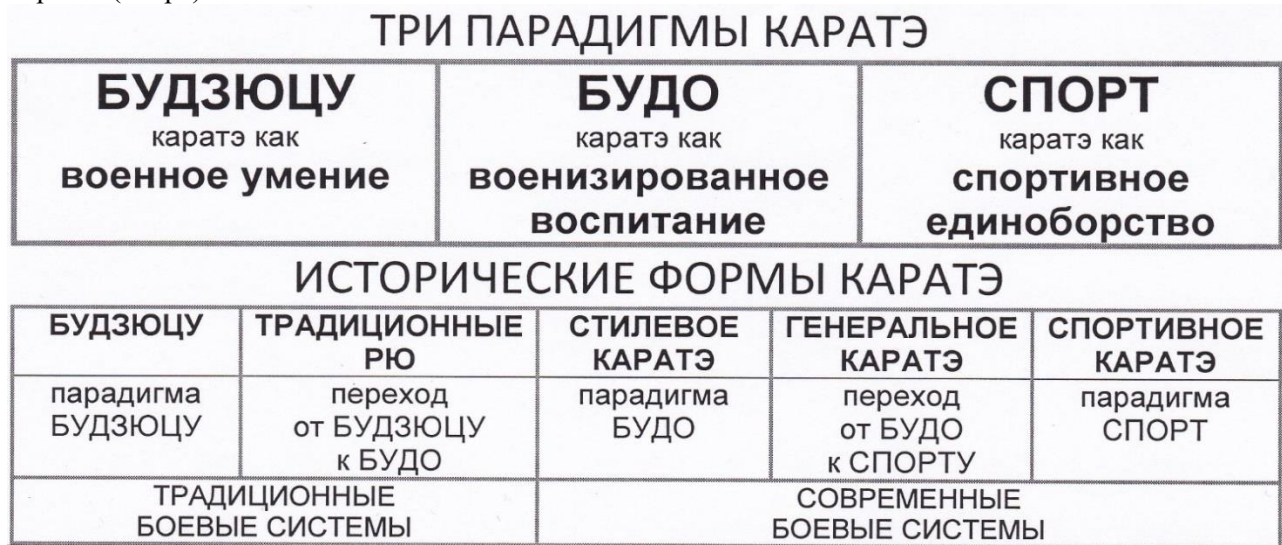 ТРИ ПАРАДИГМЫ КАРАТЭ
БУДЗЮЦУ
каратэ как
военное умение
БУДО
каратэ как
военизированное
воспитание
СПОРТ
каратэ как
спортивное
единоборство
ИСТОРИЧЕСКИЕ ФОРМЫ КАРАТЭ
БУДЗЮЦУ
ТРАДИЦИОННЫЕ
РЮ
СТИЛЕВОЕ
КАРАТЭ
ГЕНЕРАЛЬНОЕ
КАРАТЭ
СПОРТИВНОЕ
КАРАТЭ
парадигма
БУДЗЮЦУ
переход
от БУДЗЮЦУ
к БУДО
парадигма
БУДО
переход
от БУДО
к СПОРТУ
парадигма
СПОРТ
ТРАДИЦИОННЫЕ
БОЕВЫЕ СИСТЕМЫ
СОВРЕМЕННЫЕ
БОЕВЫЕ СИСТЕМЫ